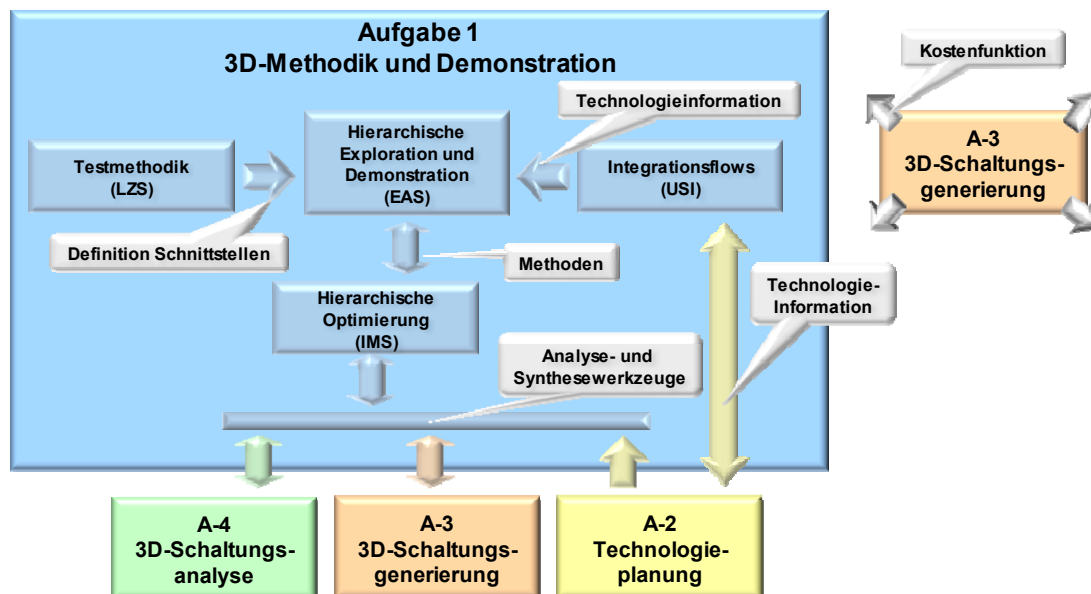 Aufgabe 1
3D-Methodik und Demonstration
Kostenfunktion
Technologieinformation
Testmethodik
(LZS)
Hierarchische
Exploration und
Demonstration
(EAS)
Integrationsflows
(USI)
A-3
3D-Schaltungs-
generierung
Definition Schnittstellen
Methoden
Technologie-
Information
Hierarchische
Optimierung
(IMS)
Analyse- und
Synthesewerkzeuge
A-4
3D-Schaltungs-
analyse
A-3
3D-Schaltungs-
generierung
A-2
Technologie-
planung